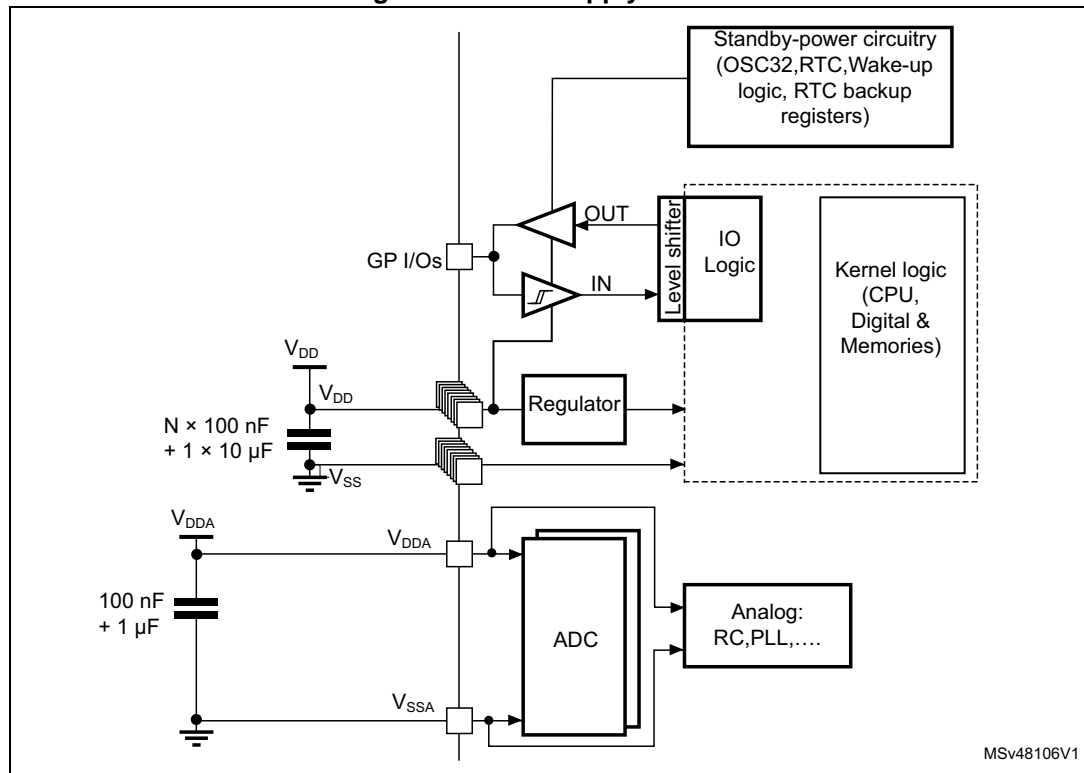 Standby-power circuitry
(OSC32,RTC,Wake-up
logic, RTC backup
registers)
OUT
GP I/Os
IN
Level shifter
IO
Logic
Kernel logic
(CPU,
Digital &
Memories)
VDD
VDD
N × 100 nF
+ 1 × 10 µF
Regulator
VSS
VDDA
VDDA
100 nF
+ 1 µF
ADC
Analog:
RC,PLL,....
VSSA
MSv48106V1